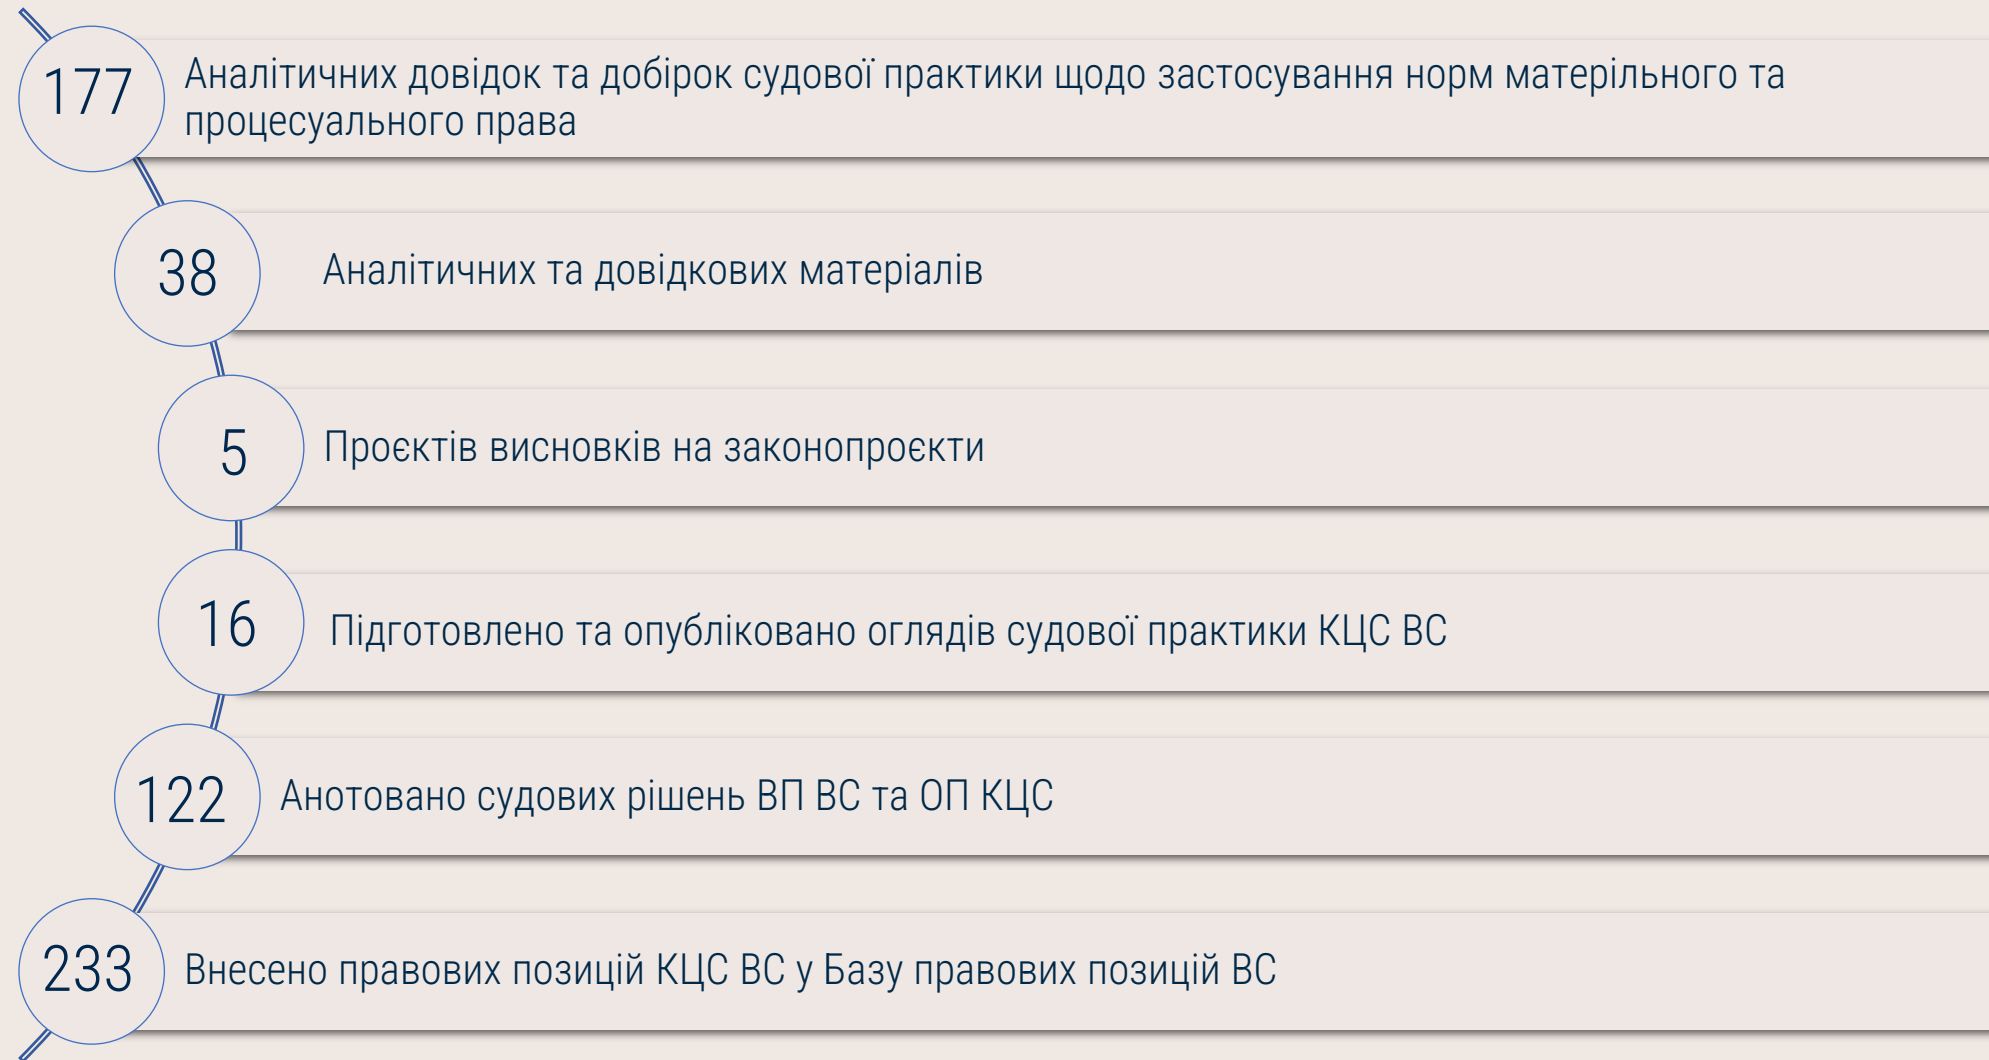 177
Аналітичних довідок та добірок судової практики щодо застосування норм матерільного та
процесуального права
38
Аналітичних та довідкових матеріалів
5
Проєктів висновків на законопроєкти
16
Підготовлено та опубліковано оглядів судової практики КЦС ВС
122
Анотовано судових рішень ВП ВС та ОП КЦС
233
Внесено правових позицій КЦС ВС у Базу правових позицій ВС